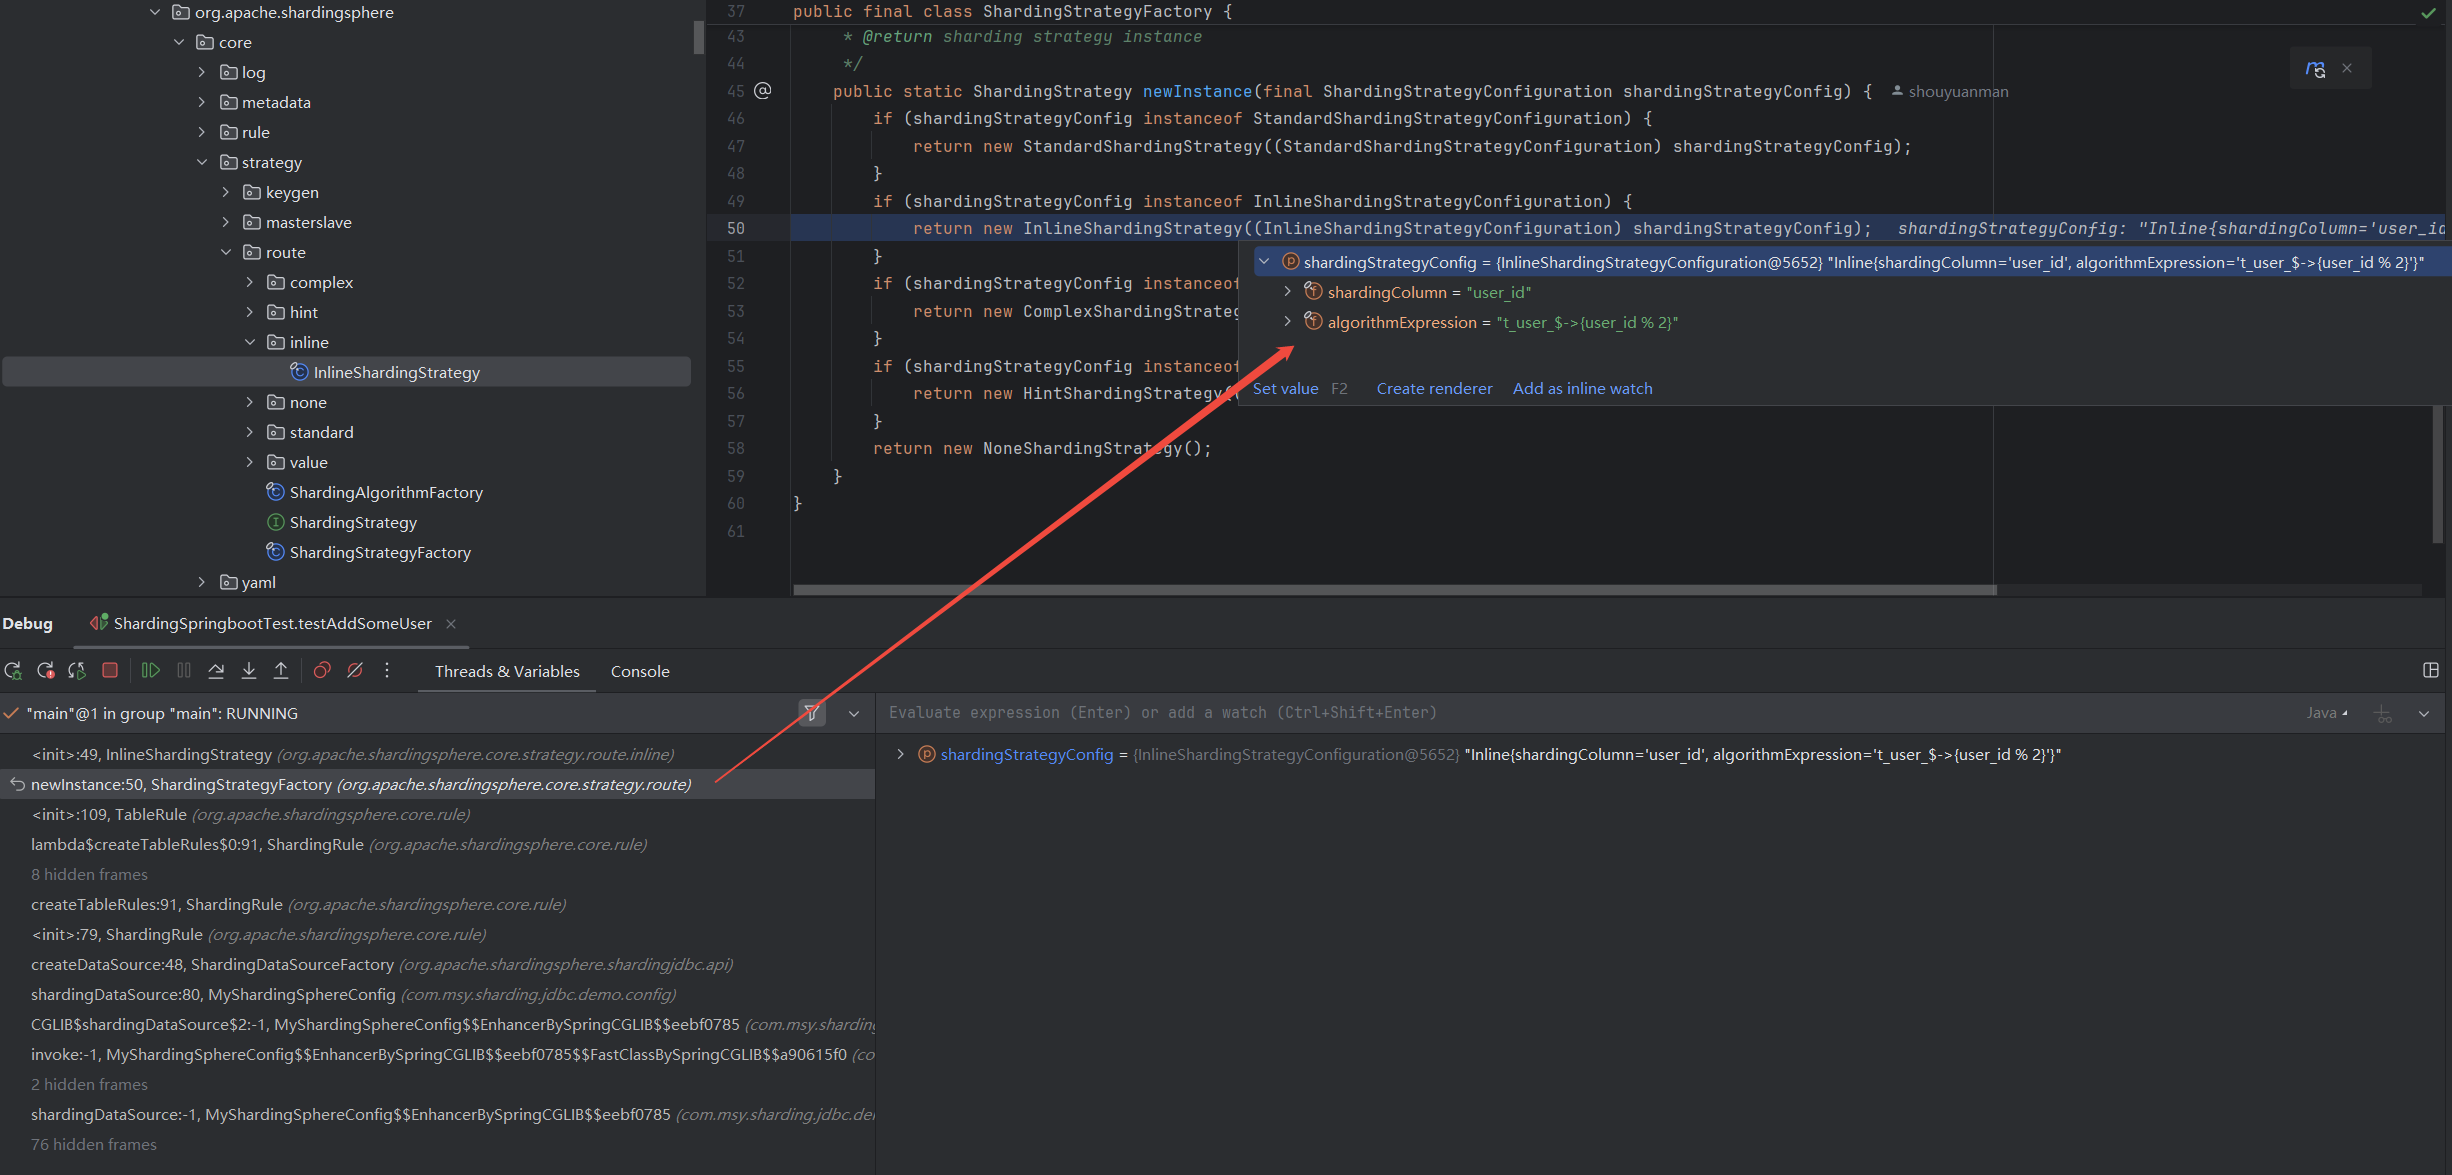 org.apache.shardingsphere
core
log
metadata
rule
strategy
keygen
masterslave
route
complex
hint
inline
InlineShardingStrategy
none
standard
value
ShardingAlgorithmFactory
ShardingStrategy
ShardingStrategyFactory
yaml
37 public final class ShardingStrategyFactory {
43 * @return sharding strategy instance
44 */
45 @ public static ShardingStrategy newInstance(final ShardingStrategyConfiguration shardingStrategyConfig) { shouyuanman
46 if (shardingStrategyConfig instanceof StandardShardingStrategyConfiguration) {
47 return new StandardShardingStrategy((StandardShardingStrategyConfiguration) shardingStrategyConfig);
48 }
49 if (shardingStrategyConfig instanceof InlineShardingStrategyConfiguration) {
50 return new InlineShardingStrategy((InlineShardingStrategyConfiguration) shardingStrategyConfig); shardingStrategyConfig: "Inline{shardingColumn='user_id
51 }
52 if (shardingStrategyConfig instanceof
53 return new ComplexShardingStrateg
54 }
55 if (shardingStrategyConfig instanceof
56 return new HintShardingStrategy((
57 }
58 return new NoneShardingStrategy();
59 }
60 }
61
shardingStrategyConfig = {InlineShardingStrategyConfiguration@5652} "Inline{shardingColumn='user_id', algorithmExpression='t_user_$->{user_id % 2}'}"
shardingColumn = "user_id"
algorithmExpression = "t_user_$->{user_id % 2}"
Set value F2 Create renderer Add as inline watch
Debug ShardingSpringbootTest.testAddSomeUser
Threads & Variables Console
"main"@1 in group "main": RUNNING
<init>:49, InlineShardingStrategy (org.apache.shardingsphere.core.strategy.route.inline)
newInstance:50, ShardingStrategyFactory (org.apache.shardingsphere.core.strategy.route)
<init>:109, TableRule (org.apache.shardingsphere.core.rule)
lambda$createTableRules$0:91, ShardingRule (org.apache.shardingsphere.core.rule)
8 hidden frames
createTableRules:91, ShardingRule (org.apache.shardingsphere.core.rule)
<init>:79, ShardingRule (org.apache.shardingsphere.core.rule)
createDataSource:48, ShardingDataSourceFactory (org.apache.shardingsphere.shardingjdbc.api)
shardingDataSource:80, MyShardingSphereConfig (com.msy.sharding.jdbc.demo.config)
CGLIB$shardingDataSource$2:-1, MyShardingSphereConfig$$EnhancerBySpringCGLIB$$eebf0785 (com.msy.sharding
invoke:-1, MyShardingSphereConfig$$EnhancerBySpringCGLIB$$eebf0785$$FastClassBySpringCGLIB$$a90615f0 (co
2 hidden frames
shardingDataSource:-1, MyShardingSphereConfig$$EnhancerBySpringCGLIB$$eebf0785 (com.msy.sharding.jdbc.de
76 hidden frames
Evaluate expression (Enter) or add a watch (Ctrl+Shift+Enter) Java
shardingStrategyConfig = {InlineShardingStrategyConfiguration@5652} "Inline{shardingColumn='user_id', algorithmExpression='t_user_$->{user_id % 2}'}"